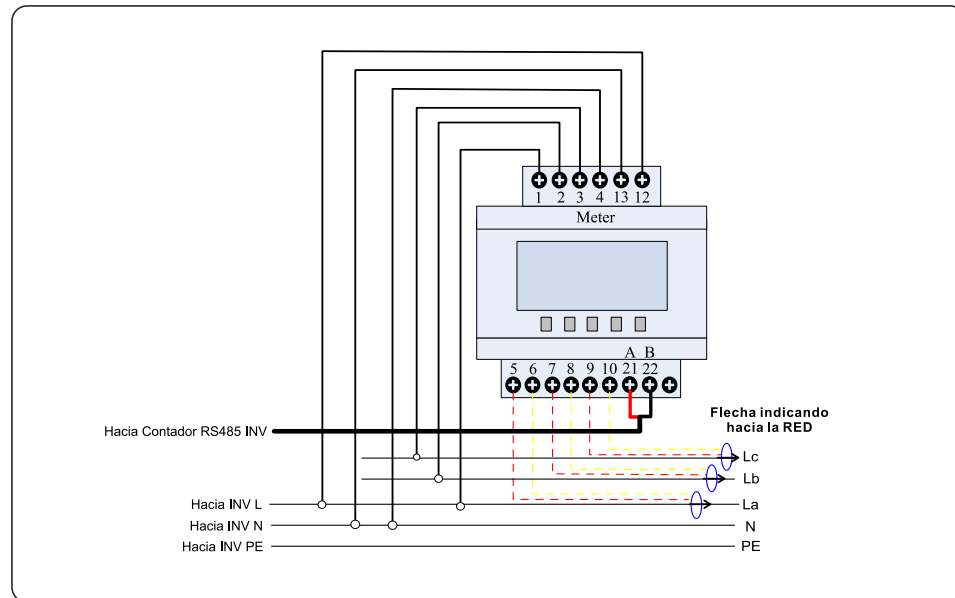 1 2 3 4 13 12
Meter
A B
5 6 7 8 9 10 21 22
Flecha indicando
hacia la RED
Hacia Contador RS485 INV
Lc
Lb
Hacia INV L
La
Hacia INV N
N
Hacia INV PE
PE